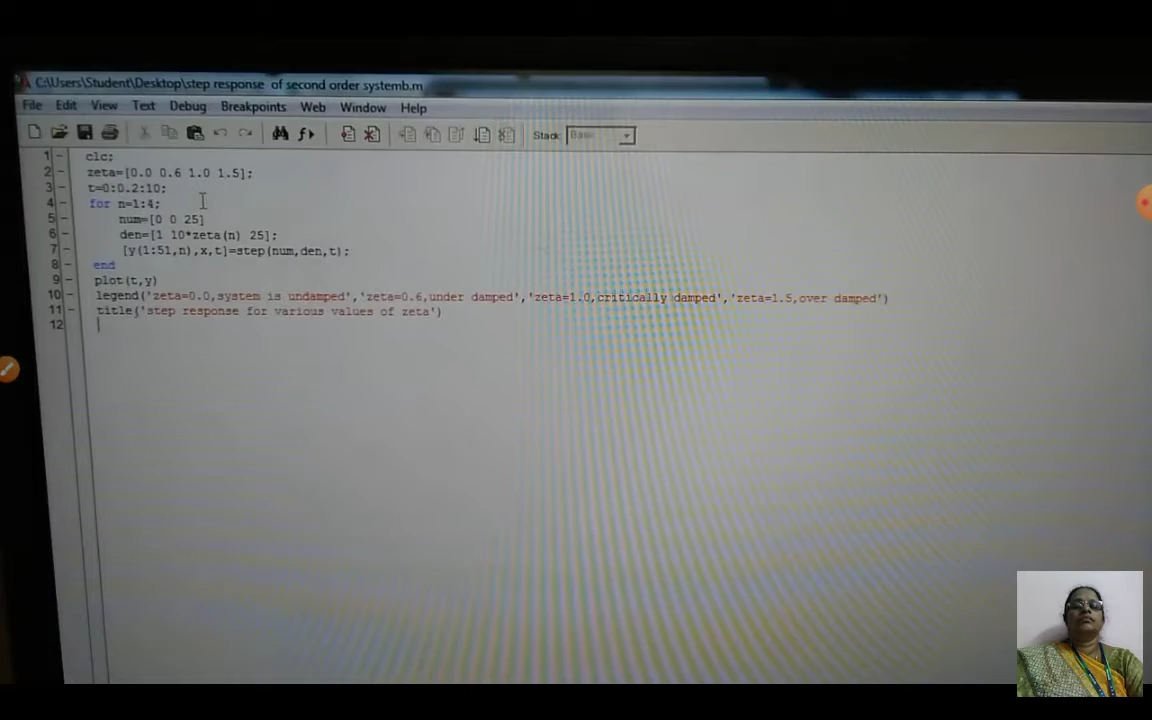 C:\Users\Student\Desktop\step response of second order systemb.m
File Edit View Text Debug Breakpoints Web Window Help
Stack: Base
1 clc;
2 zeta=[0.0 0.6 1.0 1.5];
3 t=0:0.2:10;
4 for n=1:4;
5 num=[0 0 25]
6 den=[1 10*zeta(n) 25];
7 [y(1:51,n),x,t]=step(num,den,t);
8 end
9 plot(t,y)
10 legend('zeta=0.0,system is undamped','zeta=0.6,under damped','zeta=1.0,critically damped','zeta=1.5,over damped')
11 title('step response for various values of zeta')
12